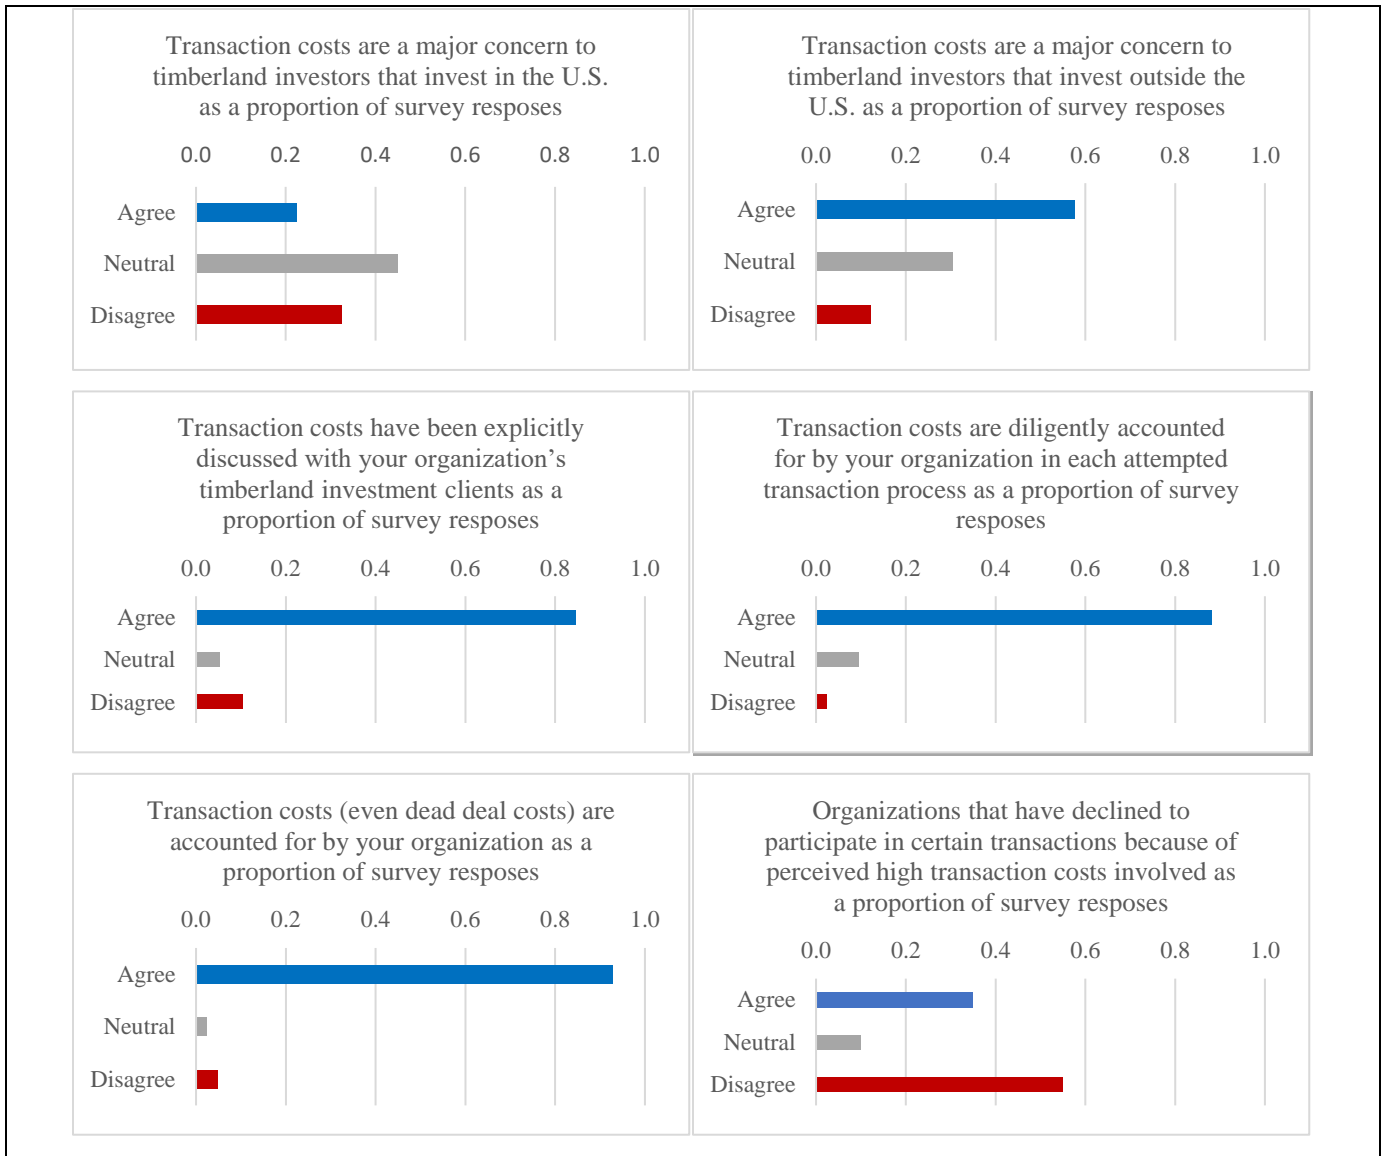 Transaction costs are a major concern to
timberland investors that invest in the U.S.
as a proportion of survey resposes
0.0 0.2 0.4 0.6 0.8 1.0
Agree
Neutral
Disagree
Transaction costs are a major concern to
timberland investors that invest outside the
U.S. as a proportion of survey resposes
0.0 0.2 0.4 0.6 0.8 1.0
Agree
Neutral
Disagree
Transaction costs have been explicitly
discussed with your organization’s
timberland investment clients as a
proportion of survey resposes
0.0 0.2 0.4 0.6 0.8 1.0
Agree
Neutral
Disagree
Transaction costs are diligently accounted
for by your organization in each attempted
transaction process as a proportion of survey
resposes
0.0 0.2 0.4 0.6 0.8 1.0
Agree
Neutral
Disagree
Transaction costs (even dead deal costs) are
accounted for by your organization as a
proportion of survey resposes
0.0 0.2 0.4 0.6 0.8 1.0
Agree
Neutral
Disagree
Organizations that have declined to
participate in certain transactions because of
perceived high transaction costs involved as
a proportion of survey resposes
0.0 0.2 0.4 0.6 0.8 1.0
Agree
Neutral
Disagree